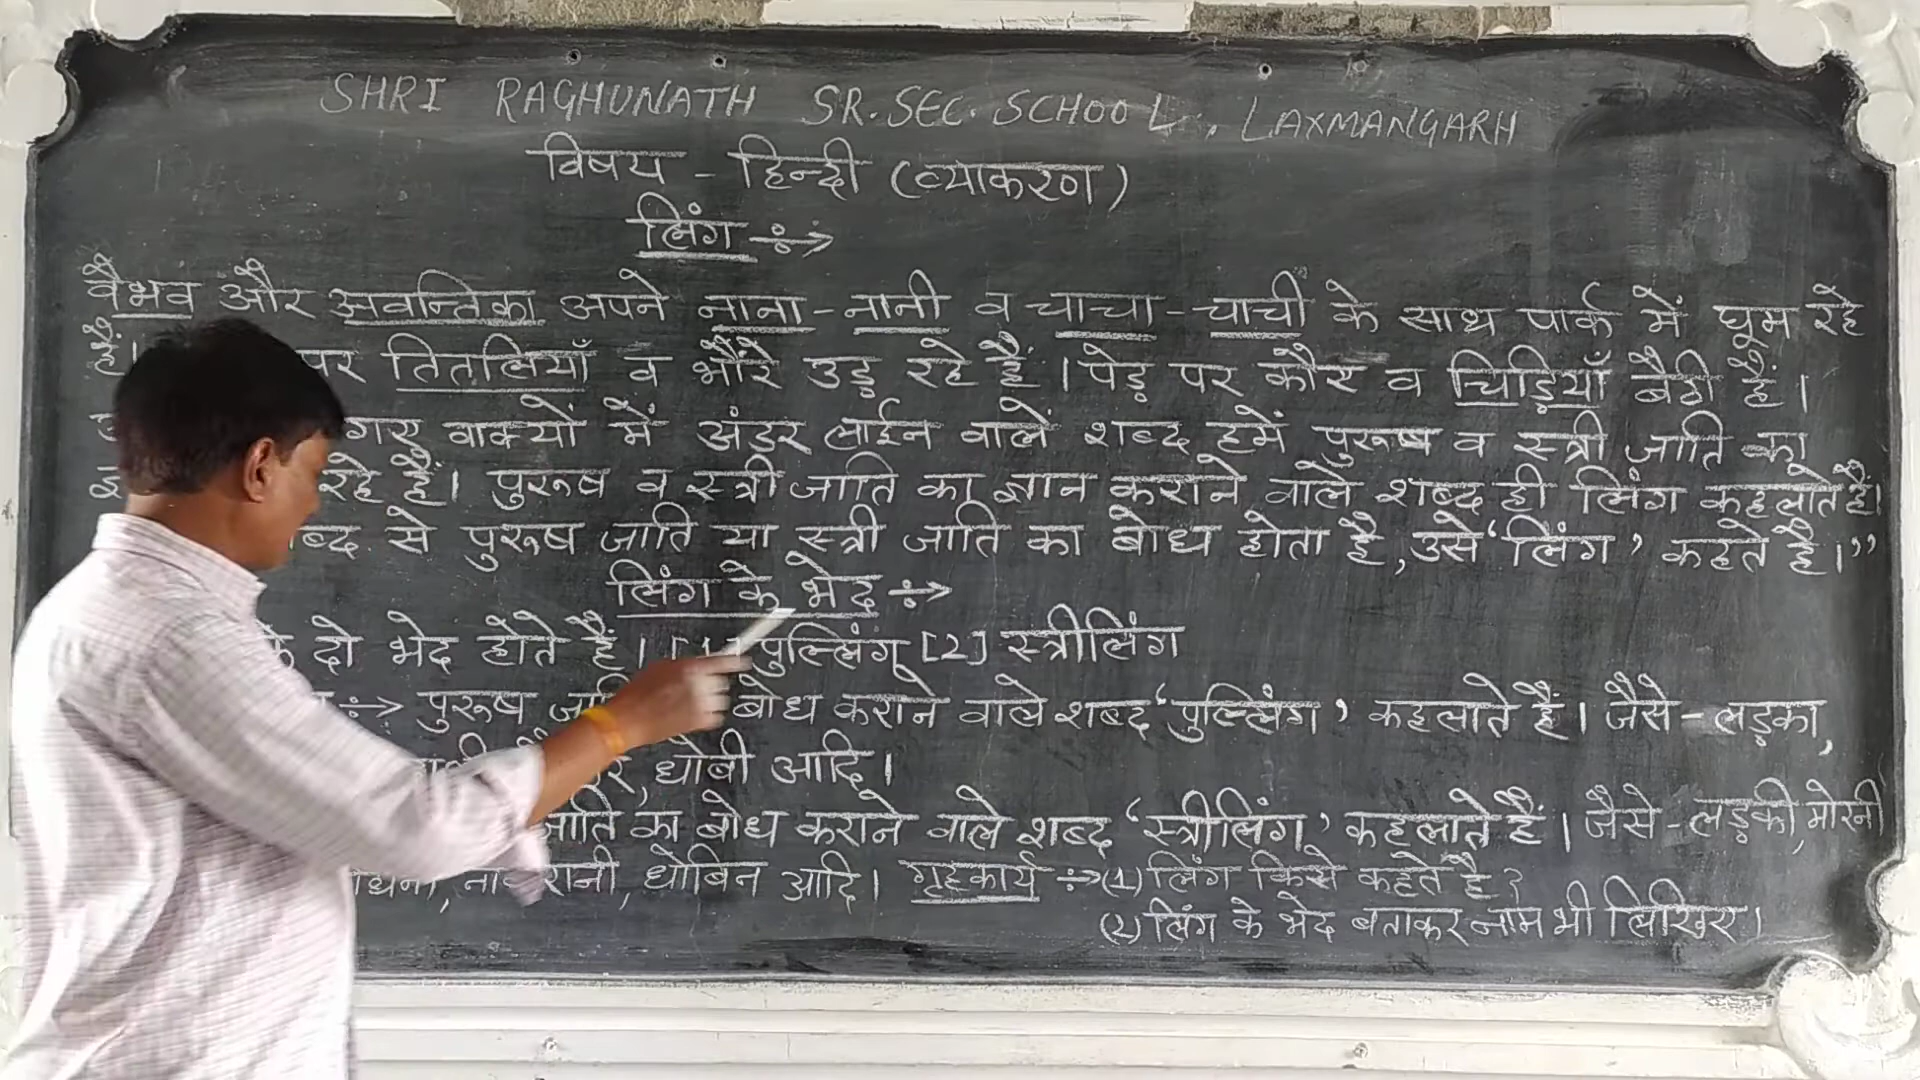 SHRI RAGHUNATH SR. SEC. SCHOOL, LAXMANGARH
विषय - हिन्दी (व्याकरण)
लिंग ÷→
वैभव और अवन्तिका अपने नाना - नानी व चाचा - चाची के साथ पार्क में घूम रहे
हैं। पर तितलियाँ व भौंरे उड़ रहे हैं। पेड़ पर कौए व चिड़ियाँ बैठी हैं।
गए वाक्यों में अंडर लाईन वाले शब्द हमें पुरूष व स्त्री जाति का
रहे हैं। पुरूष व स्त्री जाति का ज्ञान कराने वाले शब्द ही लिंग कहलाते हैं।
से पुरूष जाति या स्त्री जाति का बोध होता है, उसे 'लिंग' कहते हैं।"
लिंग के भेद ÷→
के दो भेद होते हैं। [1] पुल्लिंग [2] स्त्रीलिंग
÷→ पुरूष बोध कराने वाले शब्द 'पुल्लिंग' कहलाते हैं। जैसे - लड़का,
धोबी आदि।
जाति का बोध कराने वाले शब्द 'स्त्रीलिंग' कहलाते हैं। जैसे - लड़की, मोरनी
धोबिन आदि। गृहकार्य ÷→ (1) लिंग किसे कहते है?
(2) लिंग के भेद बताकर नाम भी लिखिए।